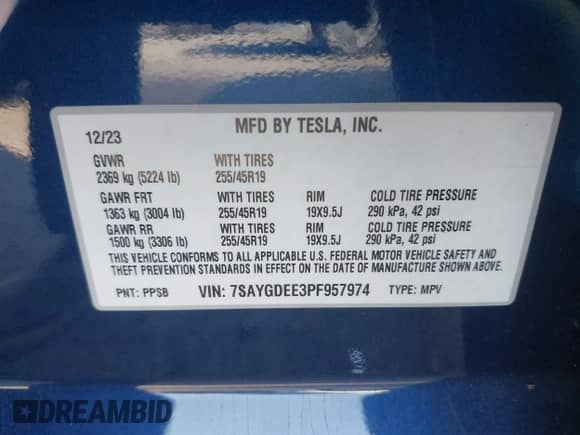 12/23 MFD BY TESLA, INC.
GVWR WITH TIRES
2369 kg (5224 lb) 255/45R19
GAWR FRT WITH TIRES RIM COLD TIRE PRESSURE
1363 kg (3004 lb) 255/45R19 19X9.5J 290 kPa, 42 psi
GAWR RR WITH TIRES RIM COLD TIRE PRESSURE
1500 kg (3306 lb) 255/45R19 19X9.5J 290 kPa, 42 psi
THIS VEHICLE CONFORMS TO ALL APPLICABLE U.S. FEDERAL MOTOR VEHICLE SAFETY AND
THEFT PREVENTION STANDARDS IN EFFECT ON THE DATE OF MANUFACTURE SHOWN ABOVE.
PNT: PPSB VIN: 7SAYGDEE3PF957974 TYPE: MPV
DREAMBID